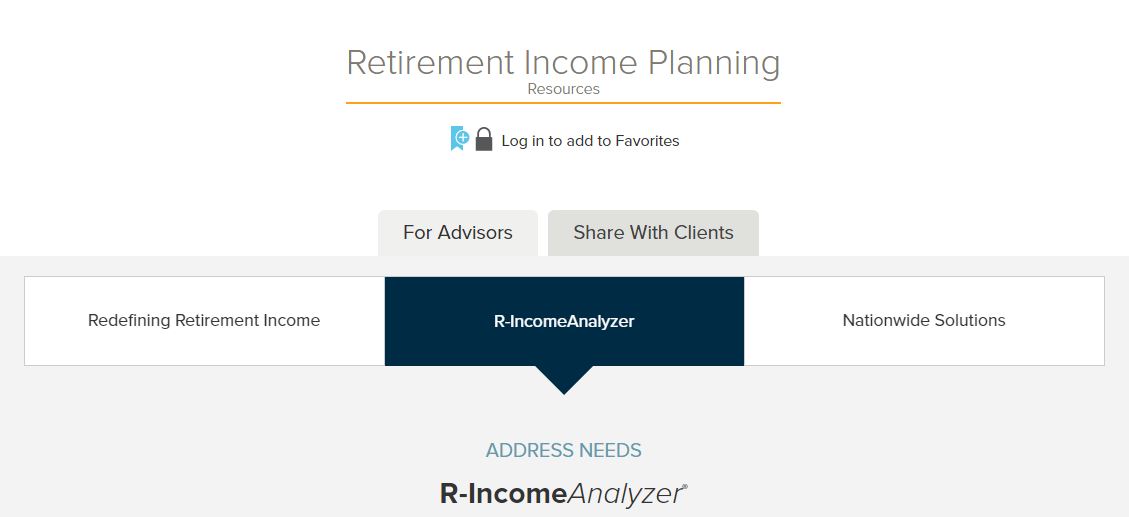 Retirement Income Planning
Resources
Log in to add to Favorites
For Advisors
Share With Clients
Redefining Retirement Income
R-IncomeAnalyzer
Nationwide Solutions
ADDRESS NEEDS
R-IncomeAnalyzer®